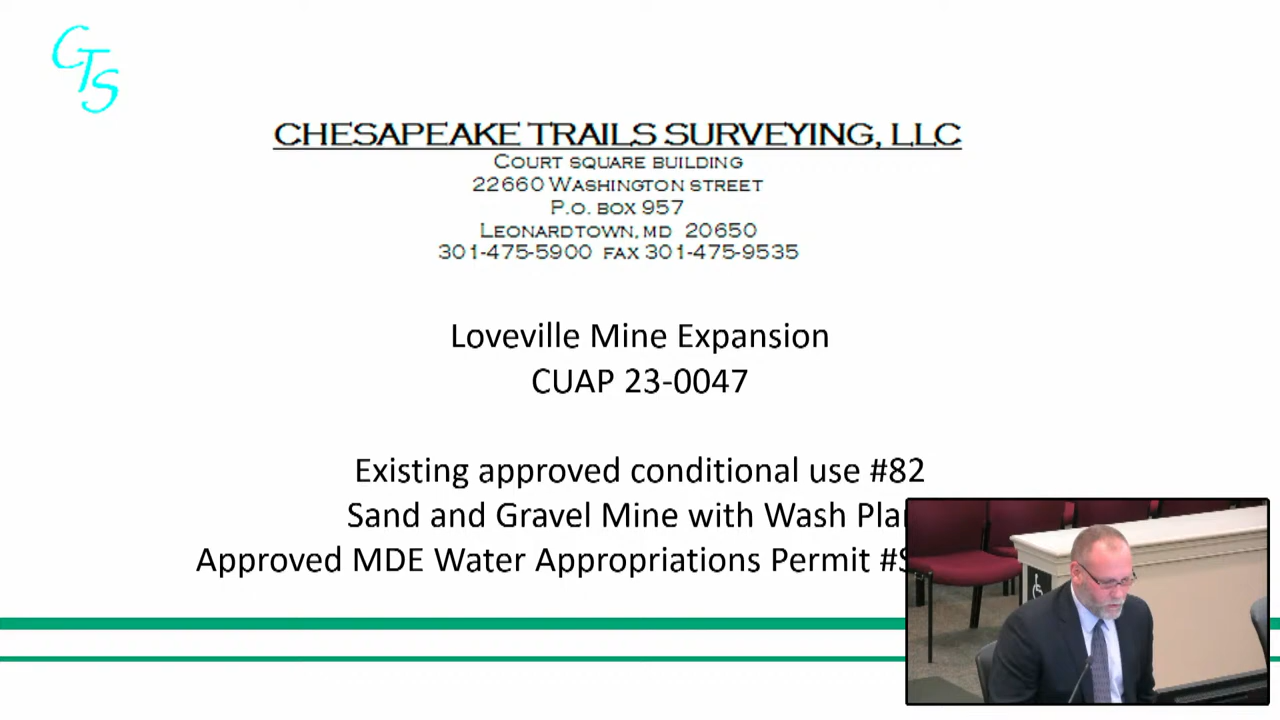 CTS
CHESAPEAKE TRAILS SURVEYING, LLC
COURT SQUARE BUILDING
22660 WASHINGTON STREET
P.O. BOX 957
LEONARDTOWN, MD 20650
301-475-5900 FAX 301-475-9535
Loveville Mine Expansion
CUAP 23-0047
Existing approved conditional use #82
Sand and Gravel Mine with Wash
Approved MDE Water Appropriations Permit